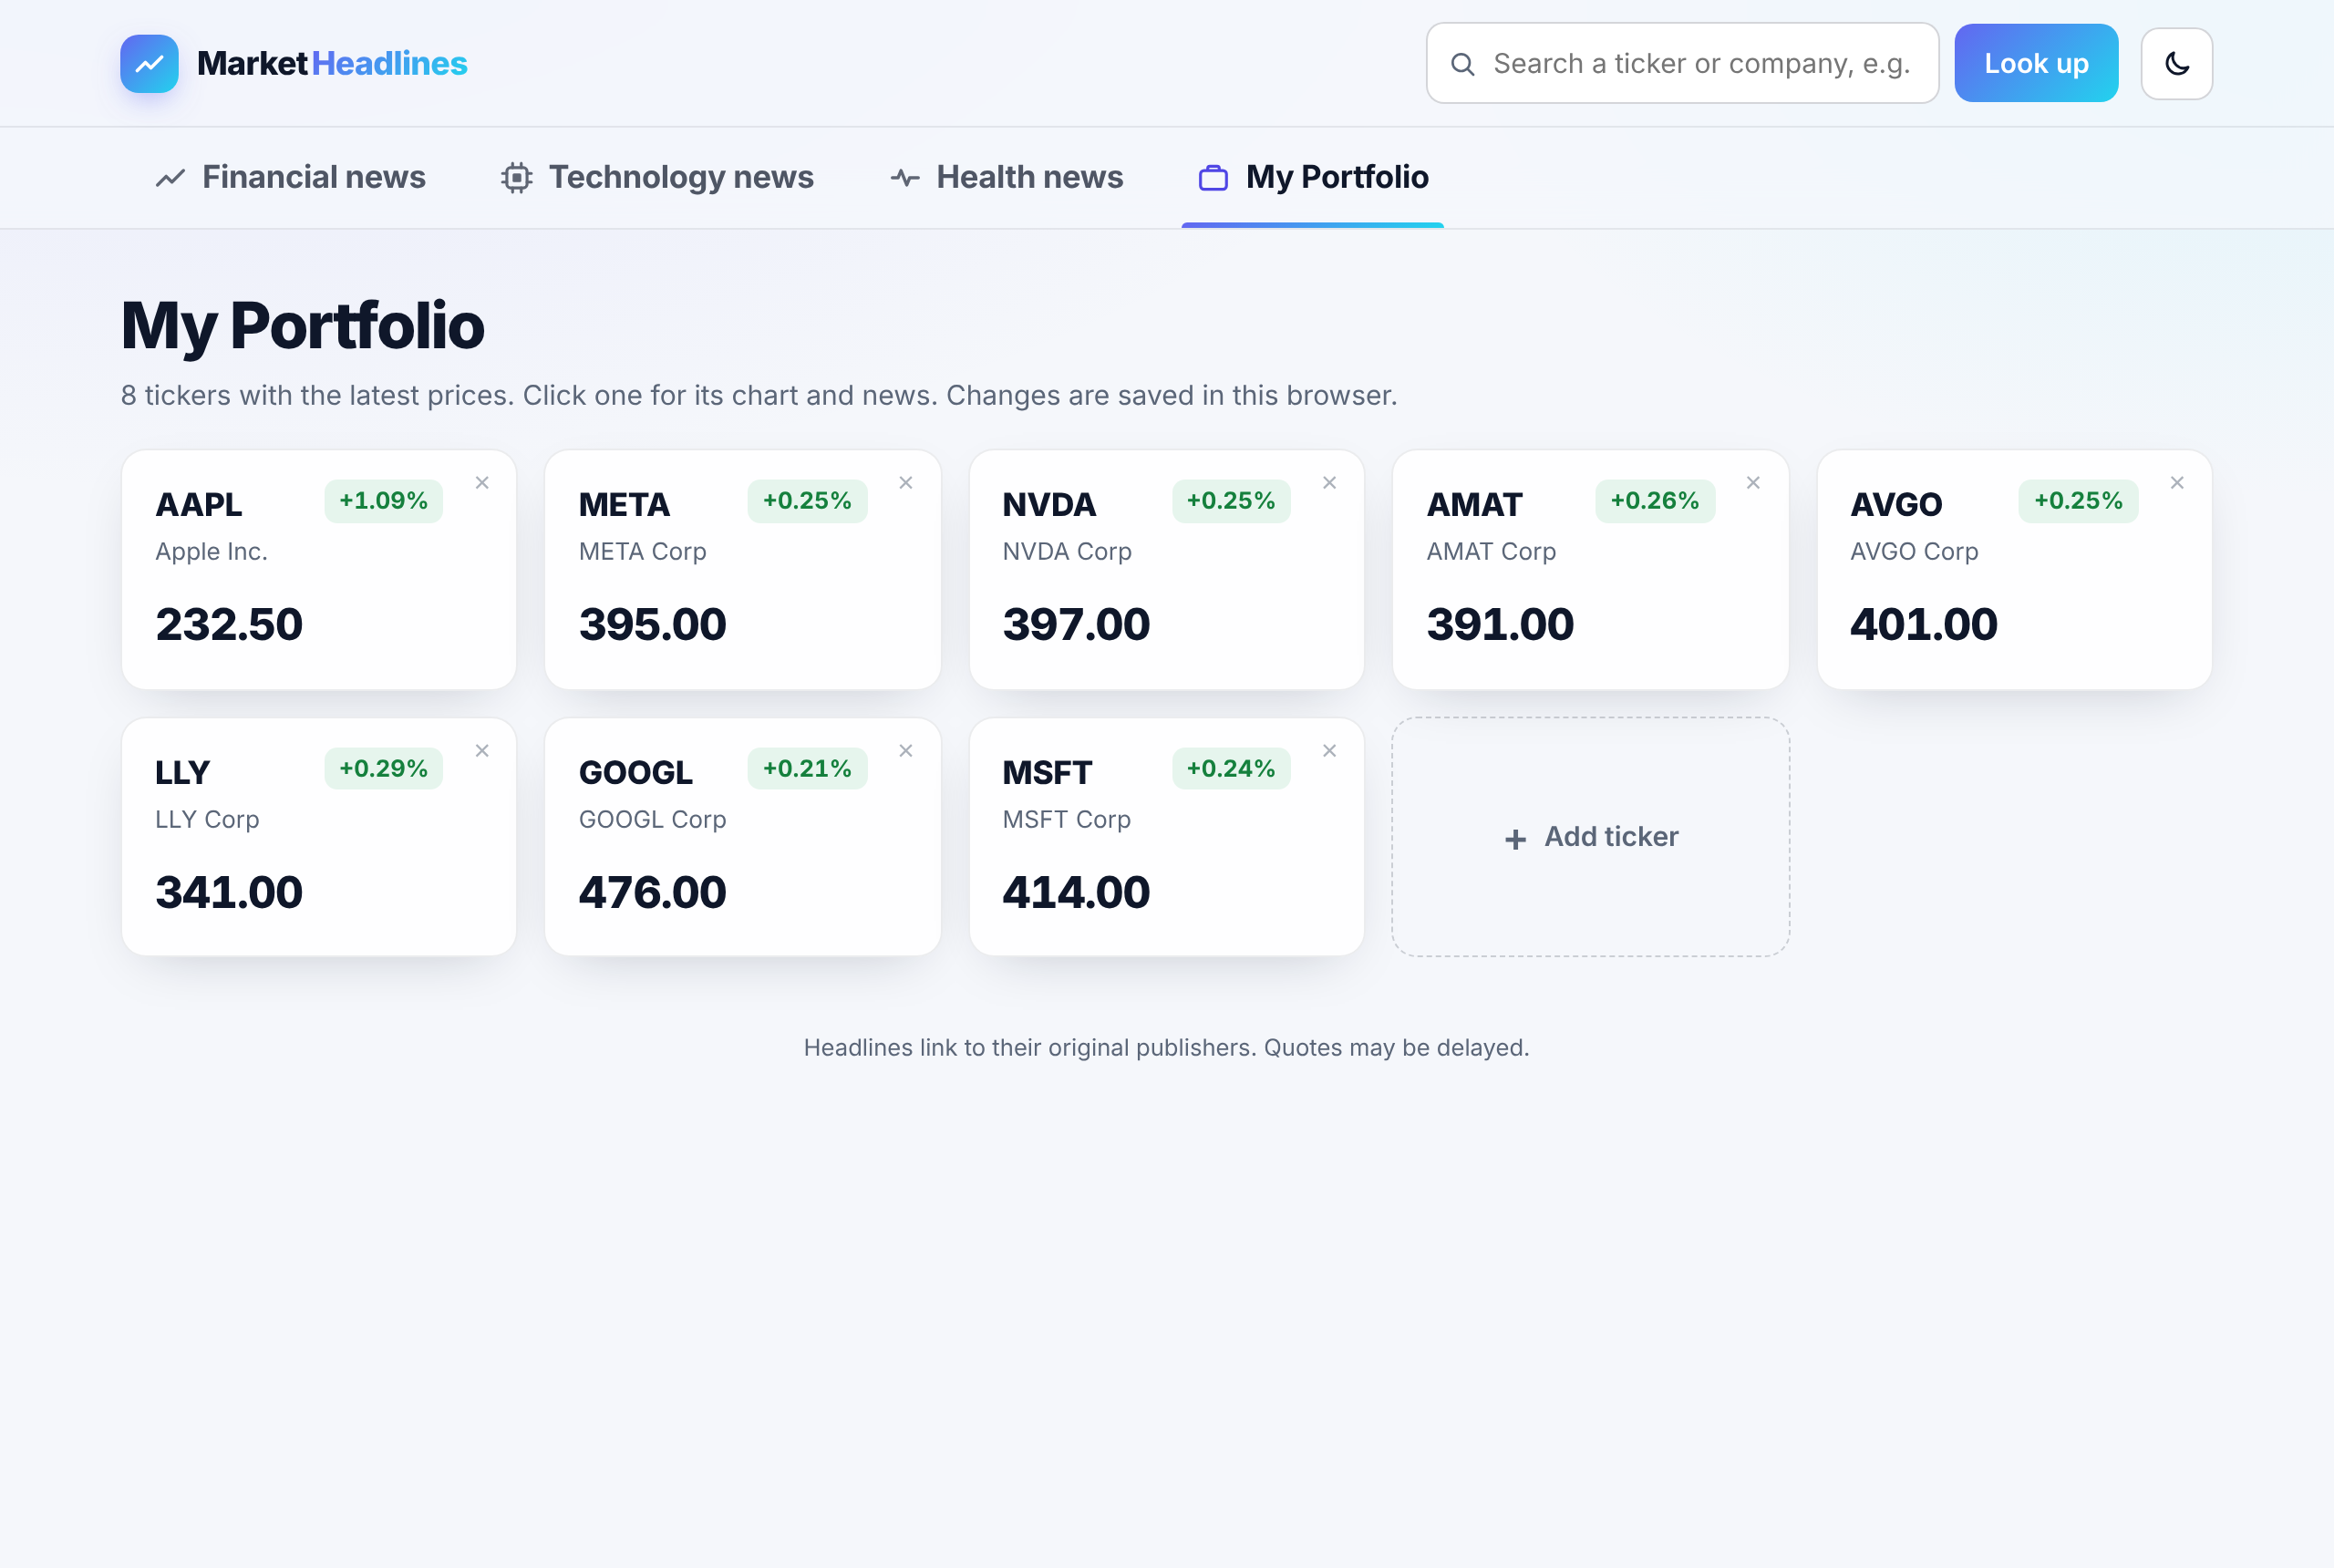 MarketHeadlines
Search a ticker or company, e.g.
Look up
Financial news
Technology news
Health news
My Portfolio
My Portfolio
8 tickers with the latest prices. Click one for its chart and news. Changes are saved in this browser.
AAPL +1.09% ×
Apple Inc.
232.50
META +0.25% ×
META Corp
395.00
NVDA +0.25% ×
NVDA Corp
397.00
AMAT +0.26% ×
AMAT Corp
391.00
AVGO +0.25% ×
AVGO Corp
401.00
LLY +0.29% ×
LLY Corp
341.00
GOOGL +0.21% ×
GOOGL Corp
476.00
MSFT +0.24% ×
MSFT Corp
414.00
+ Add ticker
Headlines link to their original publishers. Quotes may be delayed.